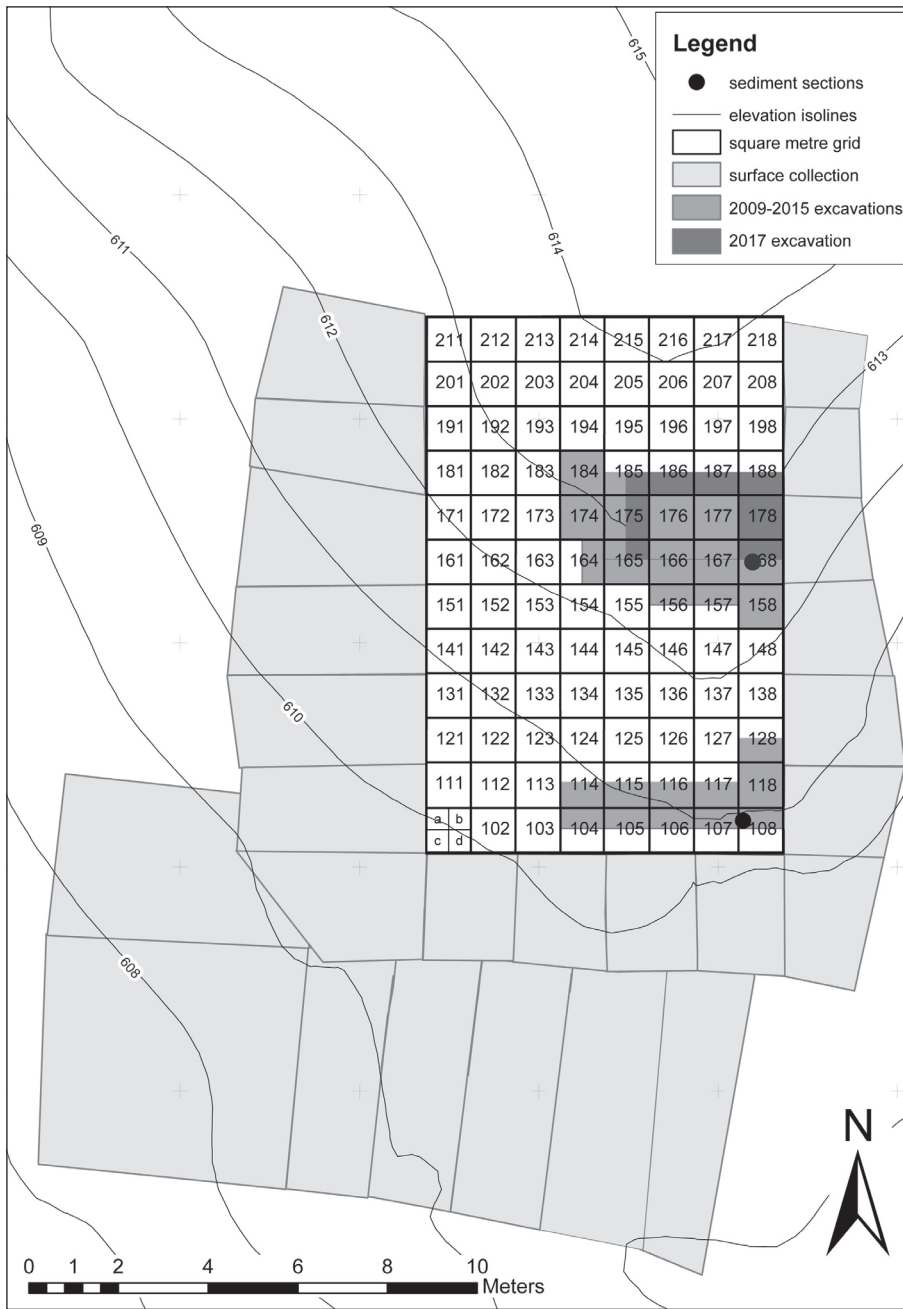 Legend
sediment sections
elevation isolines
square metre grid
surface collection
2009-2015 excavations
2017 excavation
615
614
613
612
611
610
609
608
211 212 213 214 215 216 217 218
201 202 203 204 205 206 207 208
191 192 193 194 195 196 197 198
181 182 183 184 185 186 187 188
171 172 173 174 175 176 177 178
161 162 163 164 165 166 167 68
151 152 153 154 155 156 157 158
141 142 143 144 145 146 147 148
131 132 133 134 135 136 137 138
121 122 123 124 125 126 127 128
111 112 113 114 115 116 117 118
a b
c d
102 103 104 105 106 107 108
N
0 1 2 4 6 8 10
Meters